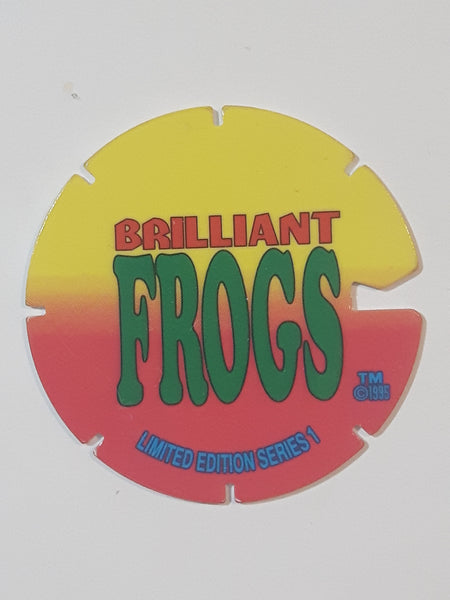 BRILLIANT
FROGS
TM
©1995
LIMITED EDITION SERIES 1